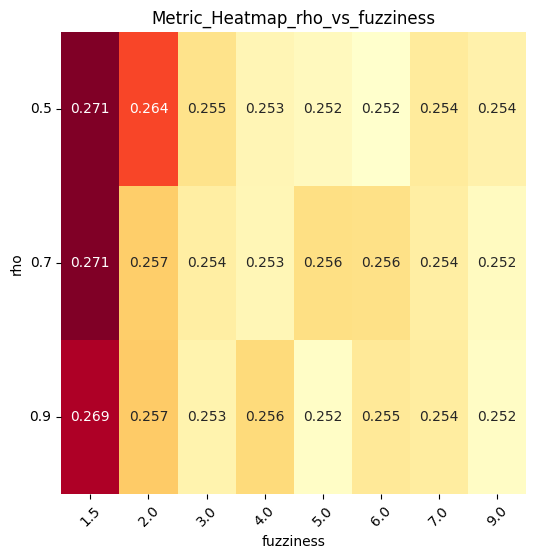 Metric_Heatmap_rho_vs_fuzziness
0.5 0.271 0.264 0.255 0.253 0.252 0.252 0.254 0.254
rho
0.7 0.271 0.257 0.254 0.253 0.256 0.256 0.254 0.252
0.9 0.269 0.257 0.253 0.256 0.252 0.255 0.254 0.252
1.5 2.0 3.0 4.0 5.0 6.0 7.0 9.0
fuzziness